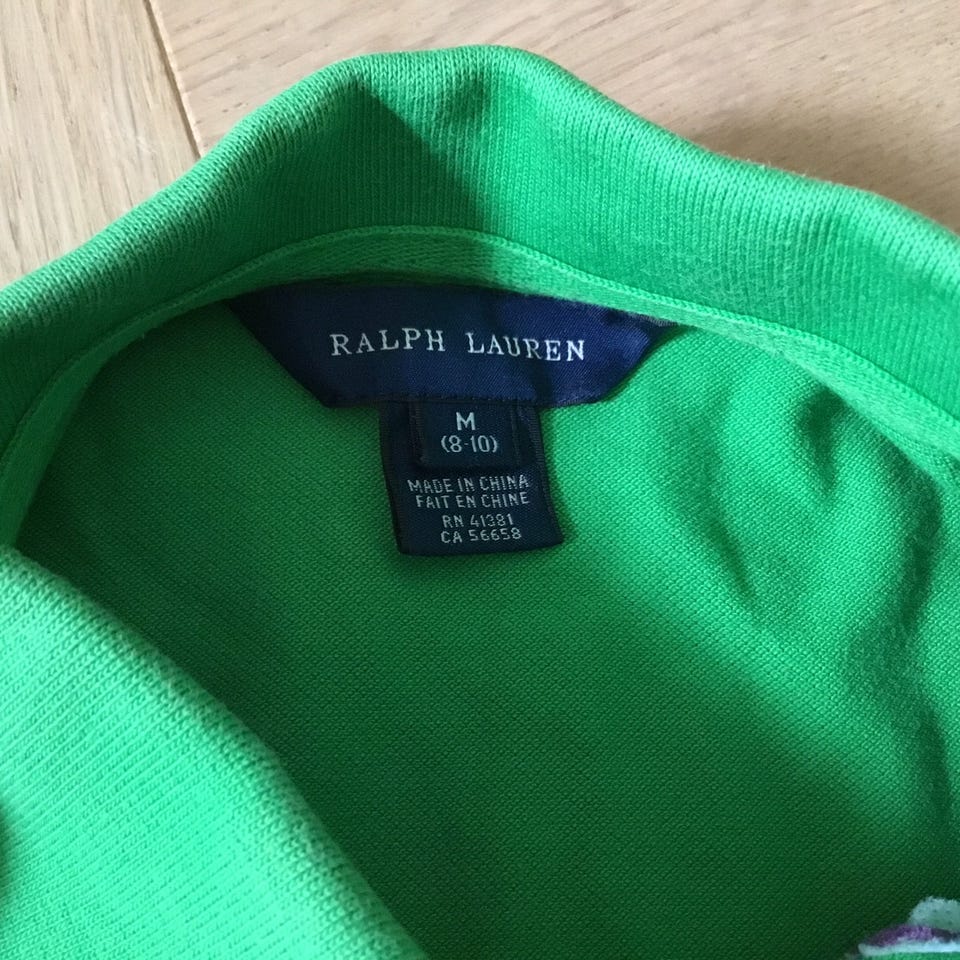 RALPH LAUREN
M
(8-10)
MADE IN CHINA
FAIT EN CHINE
RN 41381
CA 56658